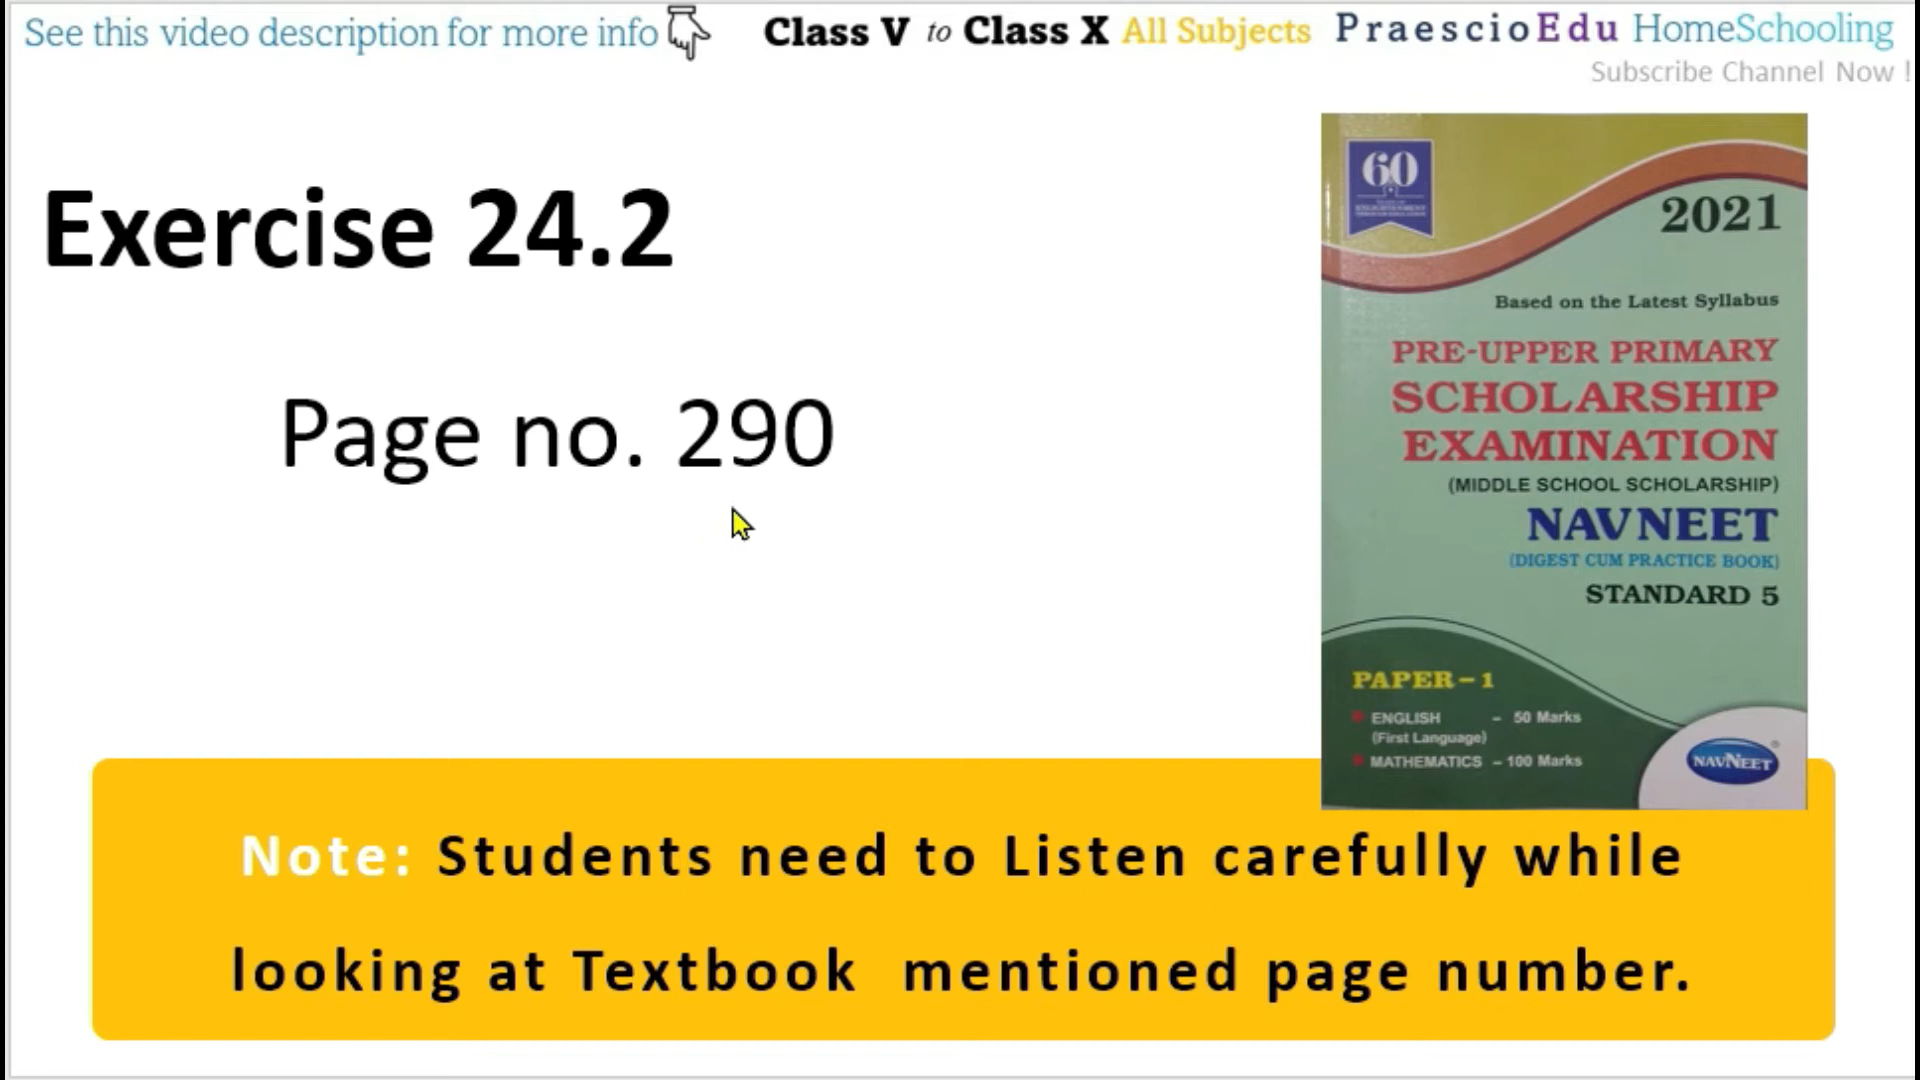 See this video description for more info
Class V to Class X All Subjects
PraescioEdu HomeSchooling
Subscribe Channel Now !
Exercise 24.2
Page no. 290
60
2021
Based on the Latest Syllabus
PRE-UPPER PRIMARY
SCHOLARSHIP
EXAMINATION
(MIDDLE SCHOOL SCHOLARSHIP)
NAVNEET
(DIGEST CUM PRACTICE BOOK)
STANDARD 5
PAPER – 1
ENGLISH – 50 Marks
(First Language)
MATHEMATICS – 100 Marks
NAVNEET
Note: Students need to Listen carefully while
looking at Textbook mentioned page number.